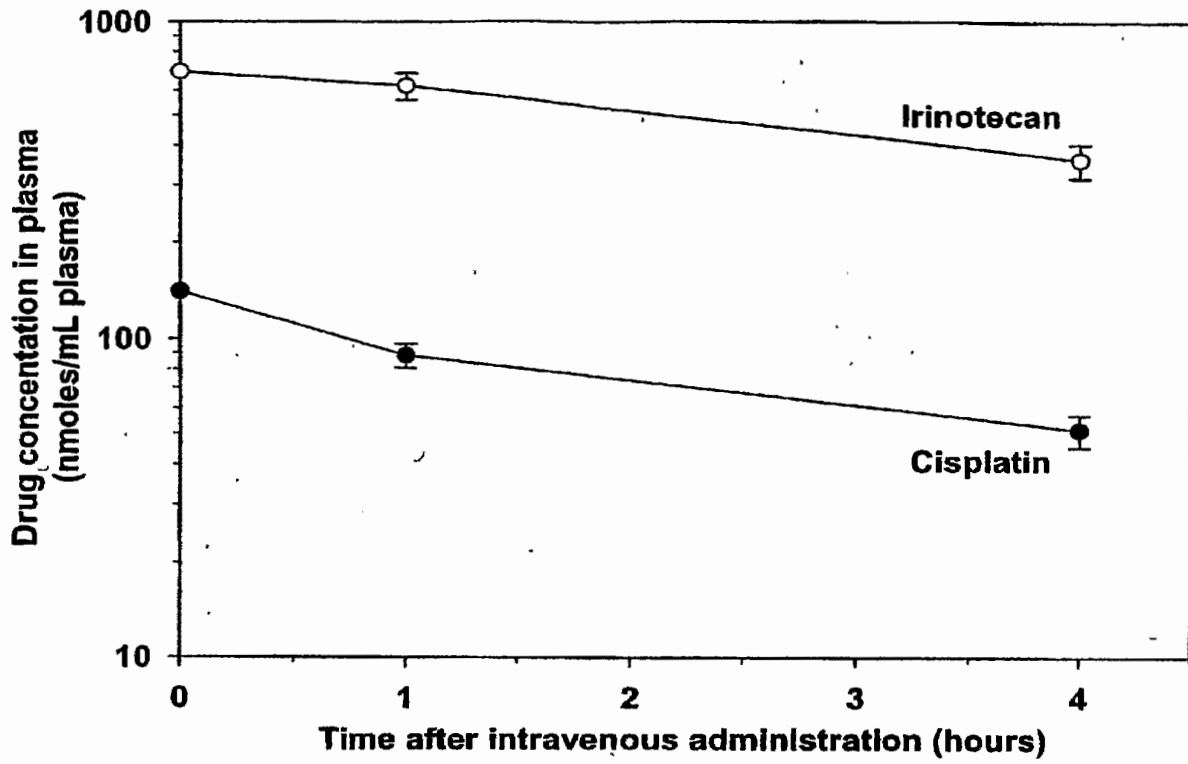 1000
100
10
Drug concentation in plasma
(nmoles/mL plasma)
Irinotecan
Cisplatin
0 1 2 3 4
Time after intravenous administration (hours)